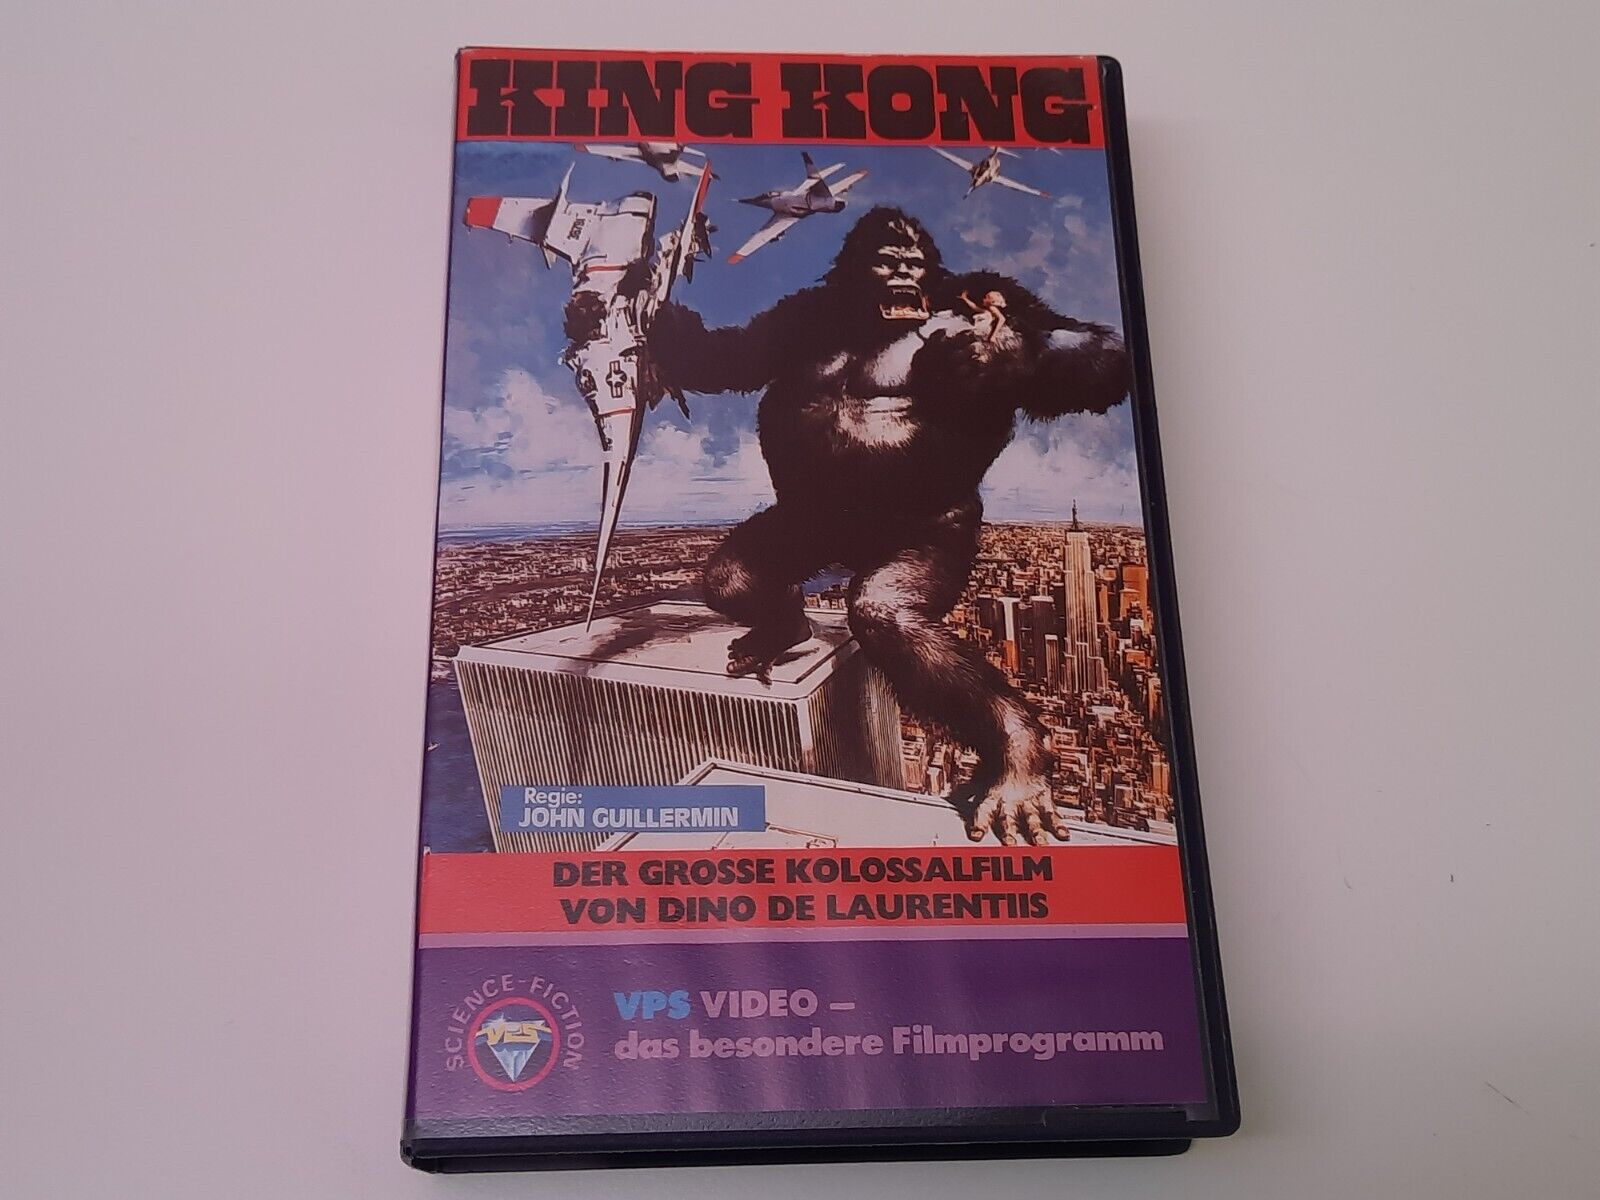 KING KONG
Regie:
JOHN GUILLERMIN
DER GROSSE KOLOSSALFILM
VON DINO DE LAURENTIIS
SCIENCE-FICTION
VPS
VPS VIDEO –
das besondere Filmprogramm